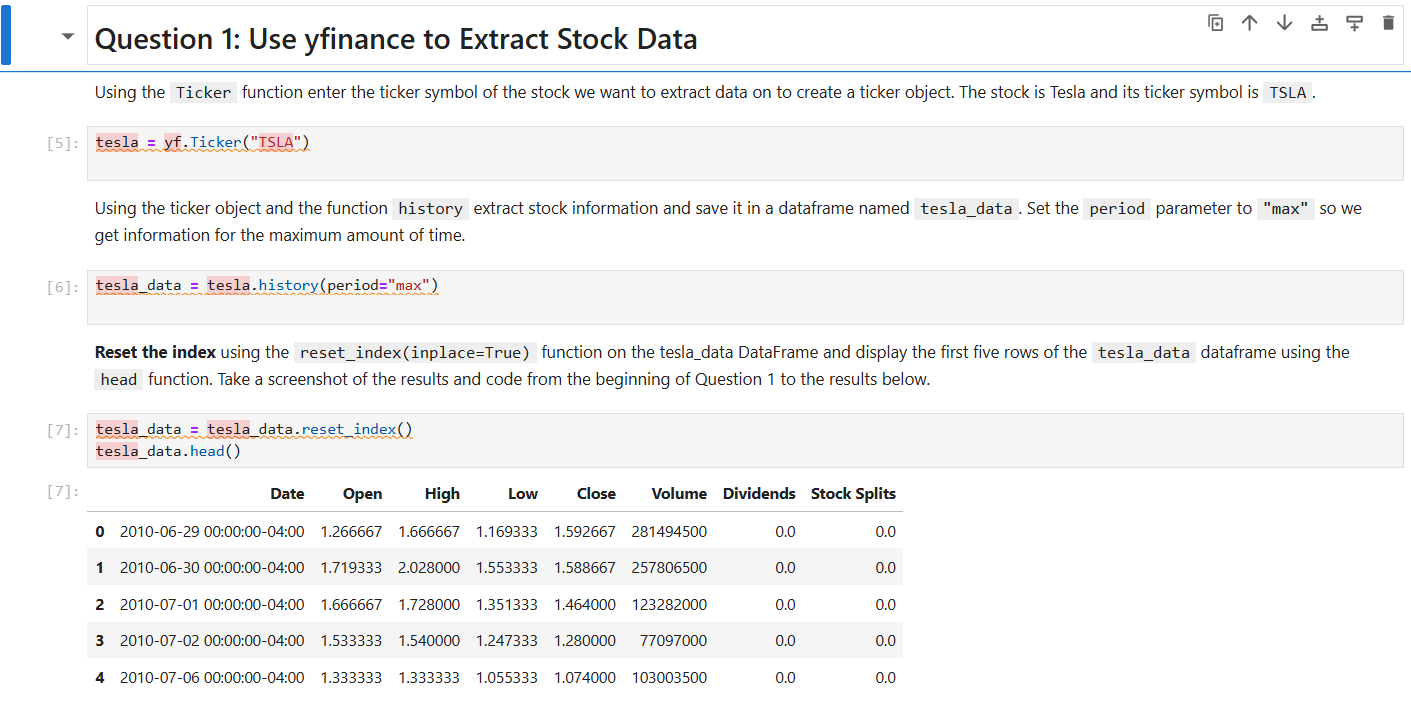 Question 1: Use yfinance to Extract Stock Data
Using the Ticker function enter the ticker symbol of the stock we want to extract data on to create a ticker object. The stock is Tesla and its ticker symbol is TSLA.
[5]: tesla = yf.Ticker("TSLA")
Using the ticker object and the function history extract stock information and save it in a dataframe named tesla_data. Set the period parameter to "max" so we
get information for the maximum amount of time.
[6]: tesla_data = tesla.history(period="max")
Reset the index using the reset_index(inplace=True) function on the tesla_data DataFrame and display the first five rows of the tesla_data dataframe using the
head function. Take a screenshot of the results and code from the beginning of Question 1 to the results below.
[7]: tesla_data = tesla_data.reset_index()
tesla_data.head()
[7]: Date Open High Low Close Volume Dividends Stock Splits
0 2010-06-29 00:00:00-04:00 1.266667 1.666667 1.169333 1.592667 281494500 0.0 0.0
1 2010-06-30 00:00:00-04:00 1.719333 2.028000 1.553333 1.588667 257806500 0.0 0.0
2 2010-07-01 00:00:00-04:00 1.666667 1.728000 1.351333 1.464000 123282000 0.0 0.0
3 2010-07-02 00:00:00-04:00 1.533333 1.540000 1.247333 1.280000 77097000 0.0 0.0
4 2010-07-06 00:00:00-04:00 1.333333 1.333333 1.055333 1.074000 103003500 0.0 0.0